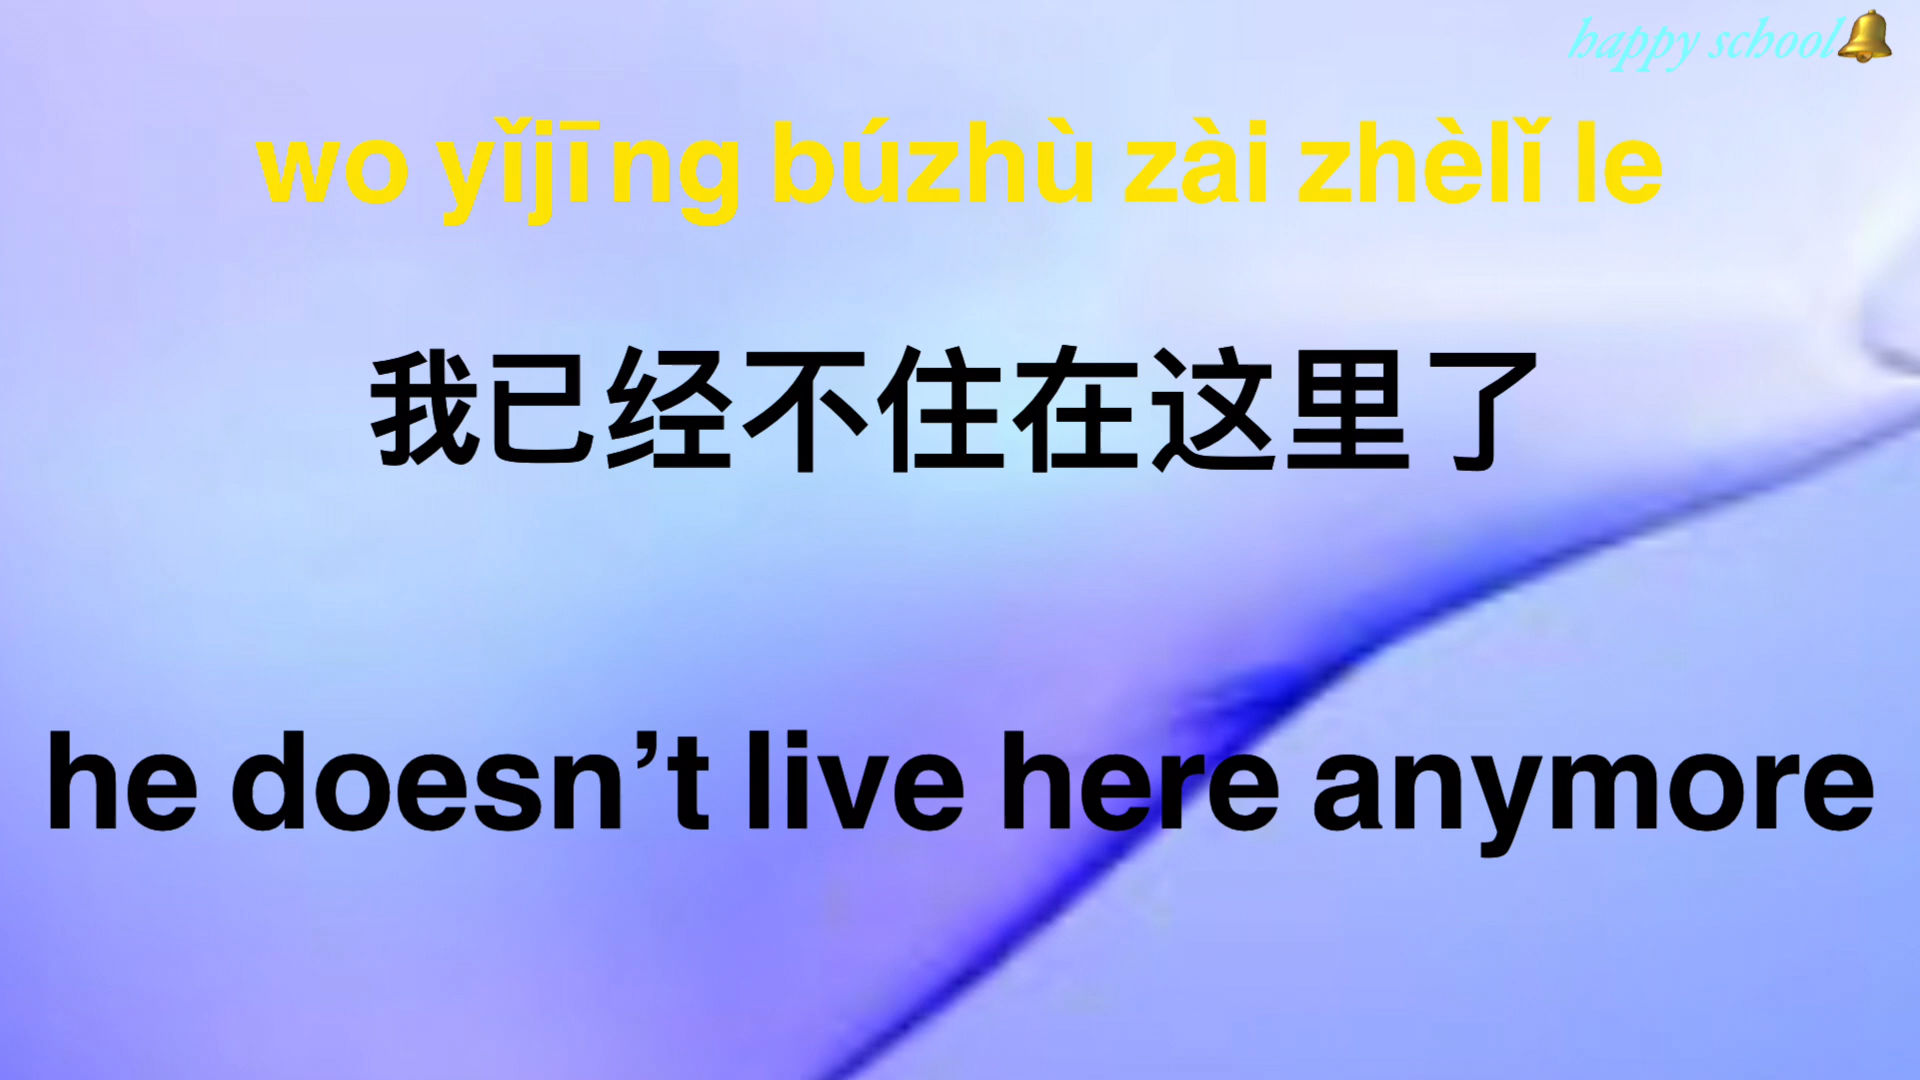 happy school🔔
wo yǐjīng búzhù zài zhèlǐ le
我已经不住在这里了
he doesn’t live here anymore